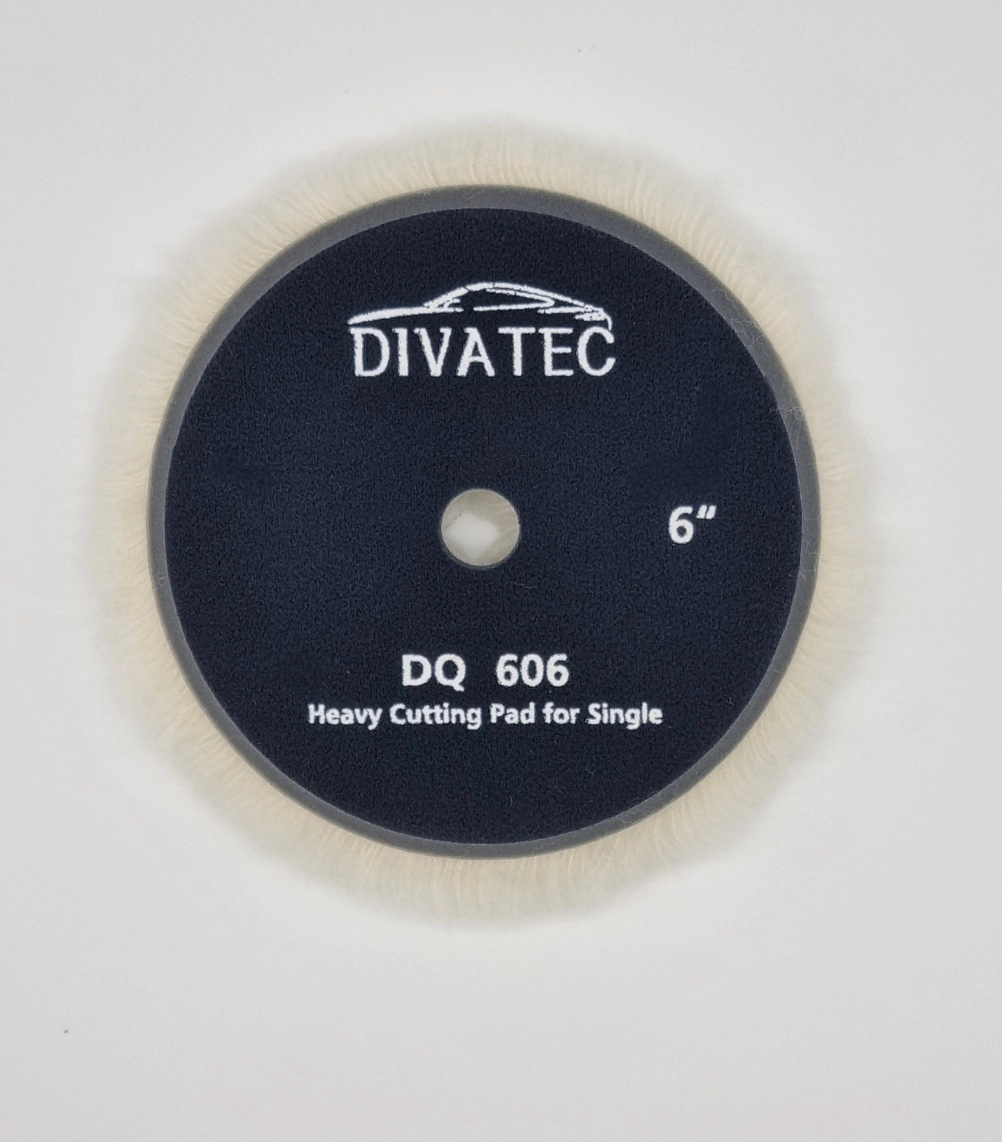 DIVATEC
6“
DQ 606
Heavy Cutting Pad for Single